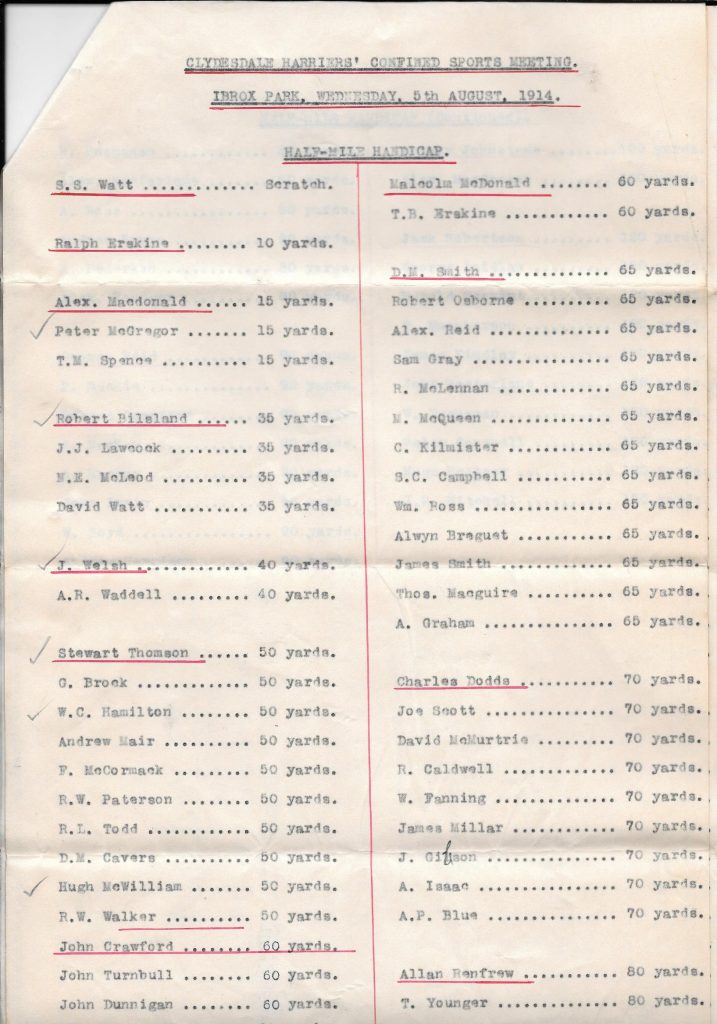 CLYDESDALE HARRIERS' CONFINED SPORTS MEETING.
IBROX PARK, WEDNESDAY, 5th AUGUST, 1914.
HALF-MILE HANDICAP.
S.S. Watt ............. Scratch.
Ralph Erskine ........ 10 yards.
Alex. Macdonald ...... 15 yards.
Peter McGregor ....... 15 yards.
T.M. Spence .......... 15 yards.
Robert Bilsland ...... 35 yards.
J.J. Lawcock ......... 35 yards.
N.E. McLeod .......... 35 yards.
David Watt ........... 35 yards.
J. Welsh ............. 40 yards.
A.R. Waddell ......... 40 yards.
Stewart Thomson ...... 50 yards.
G. Brock ............. 50 yards.
W.C. Hamilton ........ 50 yards.
Andrew Mair .......... 50 yards.
F. McCormack ......... 50 yards.
R.W. Paterson ........ 50 yards.
R.L. Todd ............ 50 yards.
D.M. Cavers .......... 50 yards.
Hugh McWilliam ....... 50 yards.
R.W. Walker .......... 50 yards.
John Crawford ........ 60 yards.
John Turnbull ........ 60 yards.
John Dunnigan ........ 60 yards.
Malcolm McDonald ........ 60 yards.
T.B. Erskine ............ 60 yards.
D.M. Smith .............. 65 yards.
Robert Osborne .......... 65 yards.
Alex. Reid .............. 65 yards.
Sam Gray ................ 65 yards.
R. McLennan ............. 65 yards.
M. McQueen .............. 65 yards.
C. Kilmister ............ 65 yards.
S.C. Campbell ........... 65 yards.
Wm. Ross ................ 65 yards.
Alwyn Breguet ........... 65 yards.
James Smith ............. 65 yards.
Thos. Macguire .......... 65 yards.
A. Graham ............... 65 yards.
Charles Dodds ........... 70 yards.
Joe Scott ............... 70 yards.
David McMurtrie ......... 70 yards.
R. Caldwell ............. 70 yards.
W. Fanning .............. 70 yards.
James Millar ............ 70 yards.
J. Gibson ............... 70 yards.
A. Isaac ................ 70 yards.
A.P. Blue ............... 70 yards.
Allan Renfrew ........... 80 yards.
T. Younger .............. 80 yards.